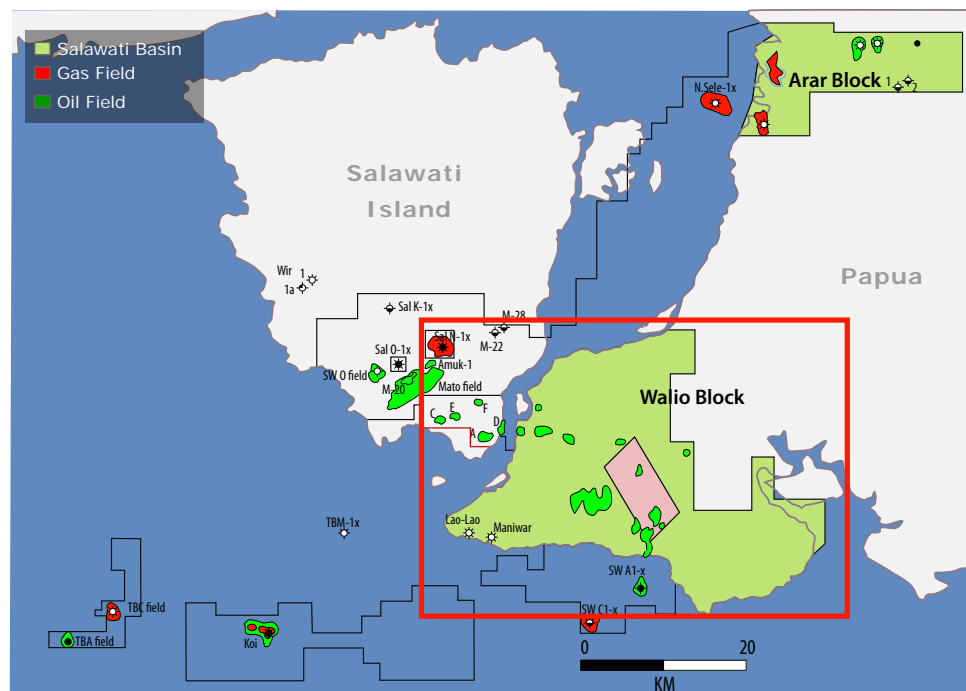 Salawati Basin
Gas Field
Oil Field
Arar Block
1
2
N.Sele-1x
Salawati
Island
Papua
Wir 1
1a
Sal K-1x
M-28
M-22
Sal N-1x
Sal O-1x
Amuk-1
SW O field
M-20
Mato field
Walio Block
C
E
F
D
A
TBM-1x
Lao-Lao
Maniwar
SW A1-x
SW C1-x
TBC field
TBA field
Koi
0 20
KM